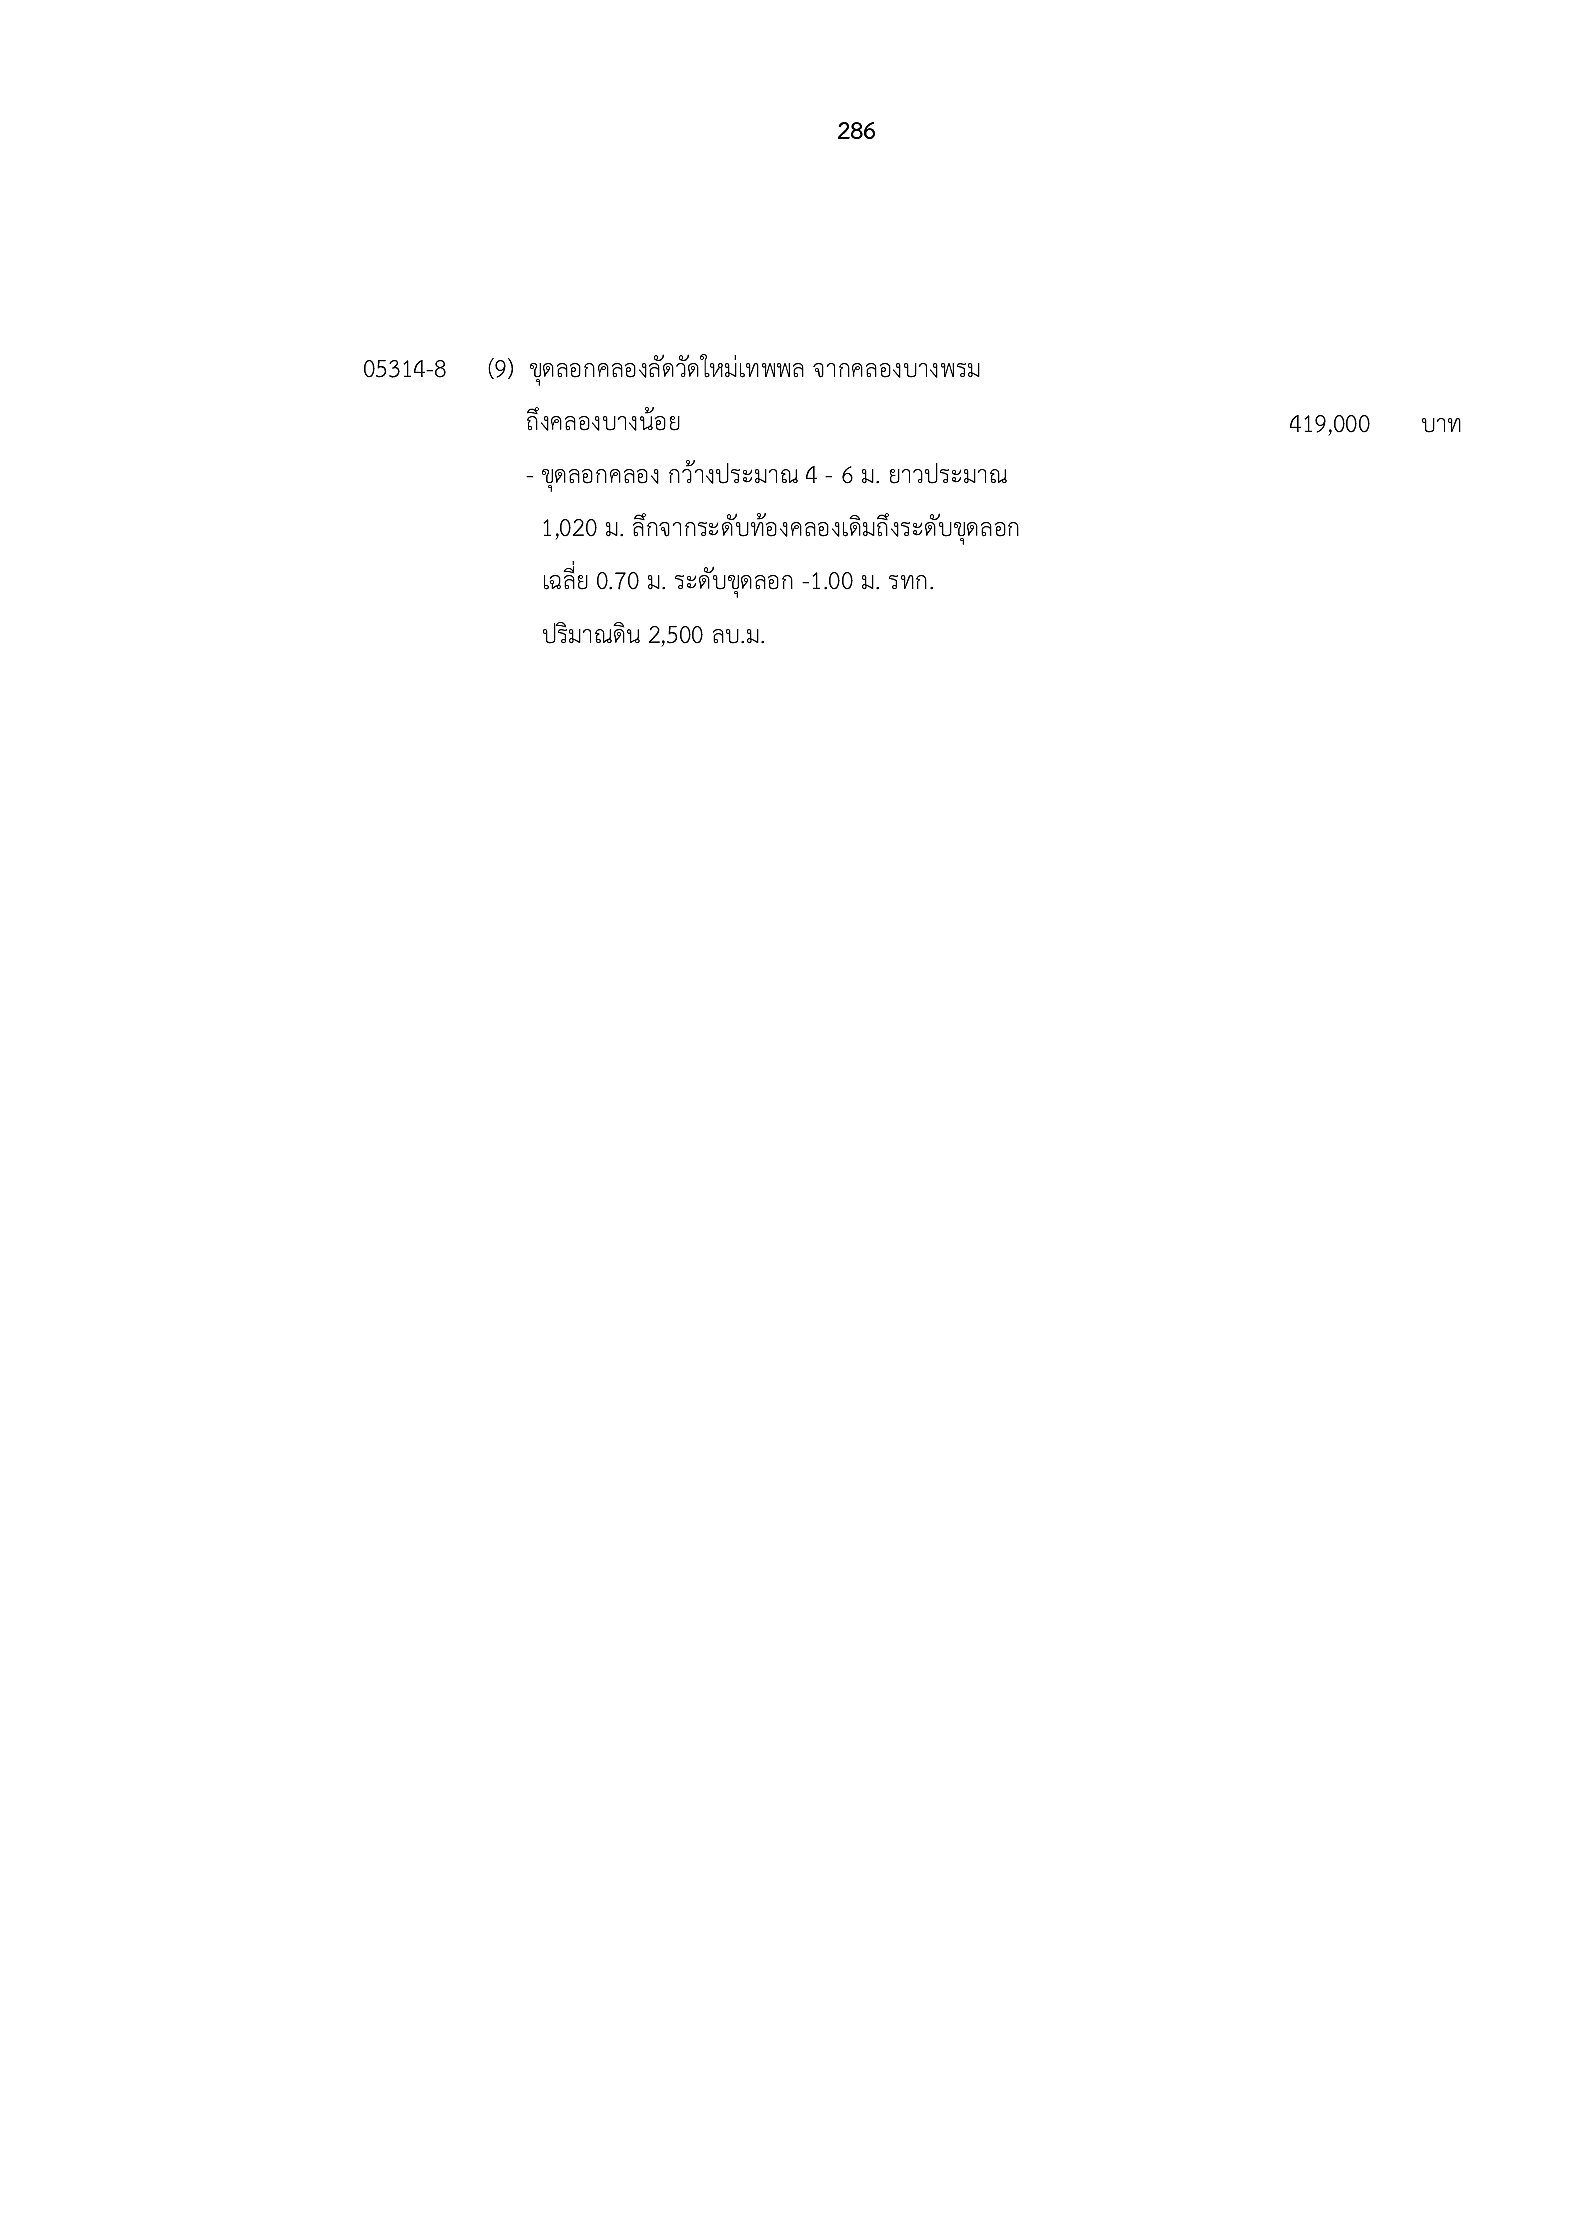 286
05314-8 (9) ขุดลอกคลองลัดวัดใหม่เทพพล จากคลองบางพรม
ถึงคลองบางน้อย 419,000 บาท
- ขุดลอกคลอง กว้างประมาณ 4 - 6 ม. ยาวประมาณ
1,020 ม. ลึกจากระดับท้องคลองเดิมถึงระดับขุดลอก
เฉลี่ย 0.70 ม. ระดับขุดลอก -1.00 ม. รทก.
ปริมาณดิน 2,500 ลบ.ม.